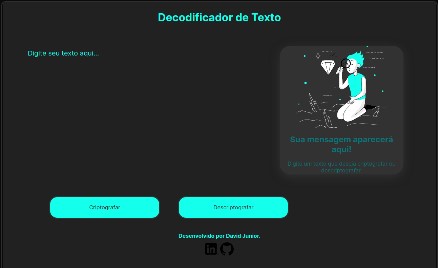 Decodificador de Texto
Digite seu texto aqui...
Sua mensagem aparecerá
aqui!
Digite um texto que deseja criptografar ou
descriptografar.
Criptografar
Descriptografar
Desenvolvido por David Junior.